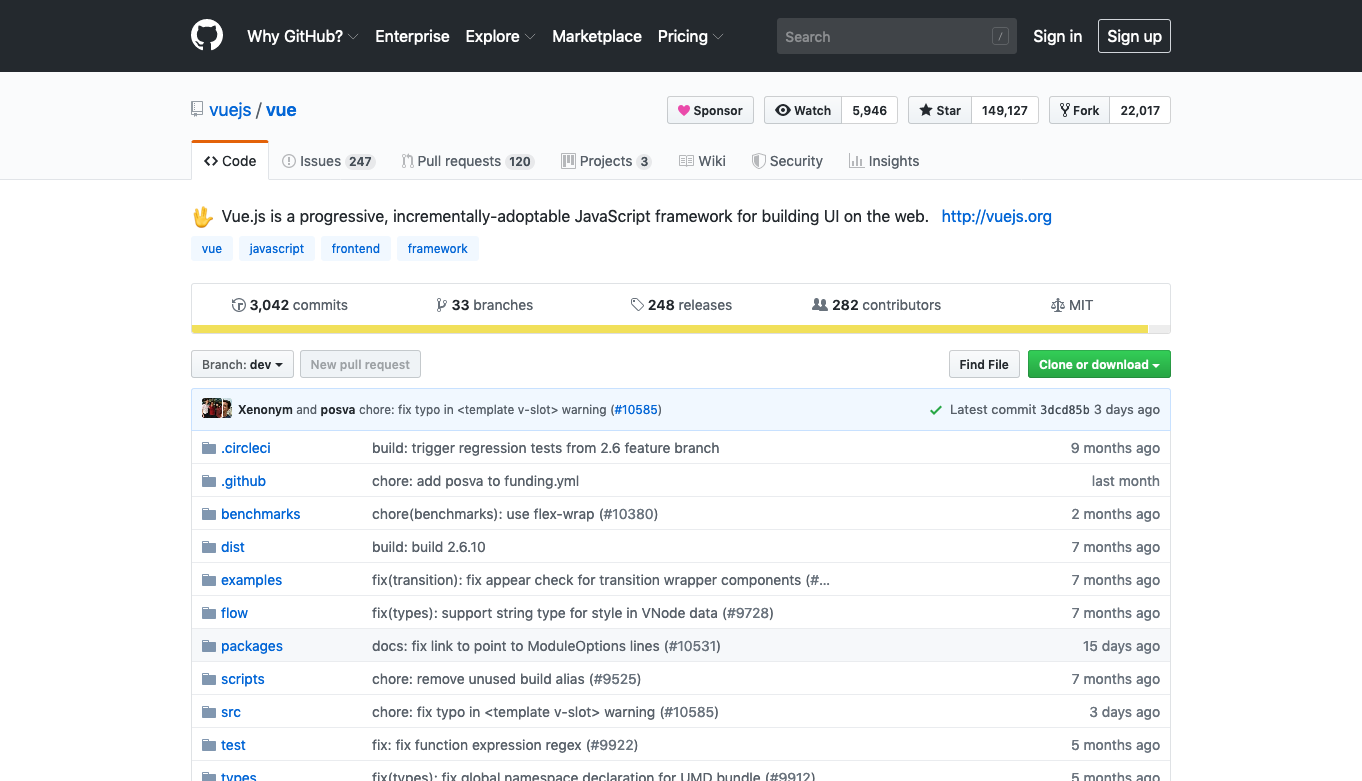 Why GitHub? Enterprise Explore Marketplace Pricing Search / Sign in Sign up
vuejs / vue Sponsor Watch 5,946 Star 149,127 Fork 22,017
Code Issues 247 Pull requests 120 Projects 3 Wiki Security Insights
🖖 Vue.js is a progressive, incrementally-adoptable JavaScript framework for building UI on the web. http://vuejs.org
vue javascript frontend framework
3,042 commits 33 branches 248 releases 282 contributors MIT
Branch: dev New pull request Find File Clone or download
Xenonym and posva chore: fix typo in <template v-slot> warning (#10585) Latest commit 3dcd85b 3 days ago
.circleci build: trigger regression tests from 2.6 feature branch 9 months ago
.github chore: add posva to funding.yml last month
benchmarks chore(benchmarks): use flex-wrap (#10380) 2 months ago
dist build: build 2.6.10 7 months ago
examples fix(transition): fix appear check for transition wrapper components (#… 7 months ago
flow fix(types): support string type for style in VNode data (#9728) 7 months ago
packages docs: fix link to point to ModuleOptions lines (#10531) 15 days ago
scripts chore: remove unused build alias (#9525) 7 months ago
src chore: fix typo in <template v-slot> warning (#10585) 3 days ago
test fix: fix function expression regex (#9922) 5 months ago
types fix(types): fix global namespace declaration for UMD bundle (#9912) 5 months ago